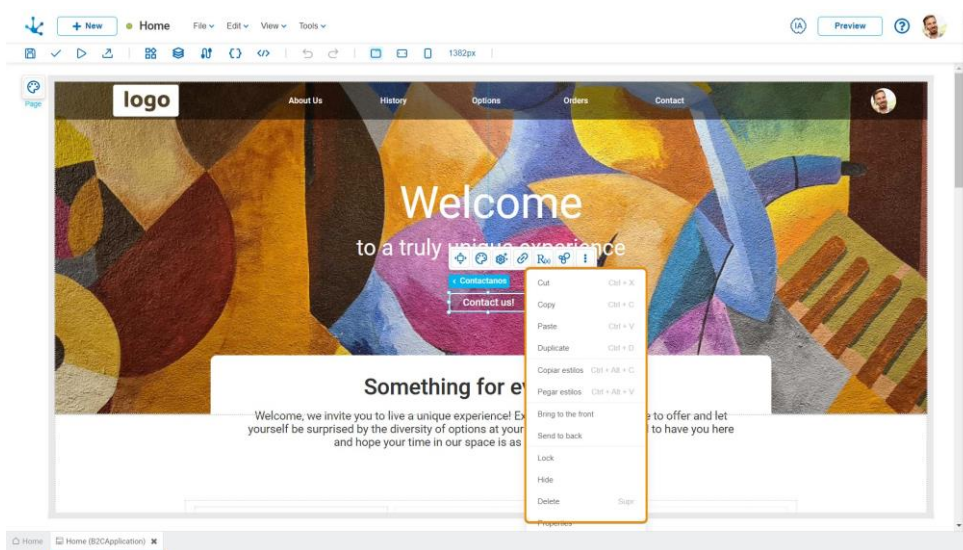 + New
Home
File
Edit
View
Tools
IA
Preview
?
1382px
Page
logo
About Us
History
Options
Orders
Contact
Welcome
to a truly unique experience
‹ Contactanos
Contact us!
Cut Ctrl + X
Copy Ctrl + C
Paste Ctrl + V
Duplicate Ctrl + D
Copiar estilos Ctrl + Alt + C
Pegar estilos Ctrl + Alt + V
Bring to the front
Send to back
Lock
Hide
Delete Supr
Properties
Something for e
Welcome, we invite you to live a unique experience! Ex e to offer and let
yourself be surprised by the diversity of options at your l to have you here
and hope your time in our space is as
Home
Home (B2CApplication)